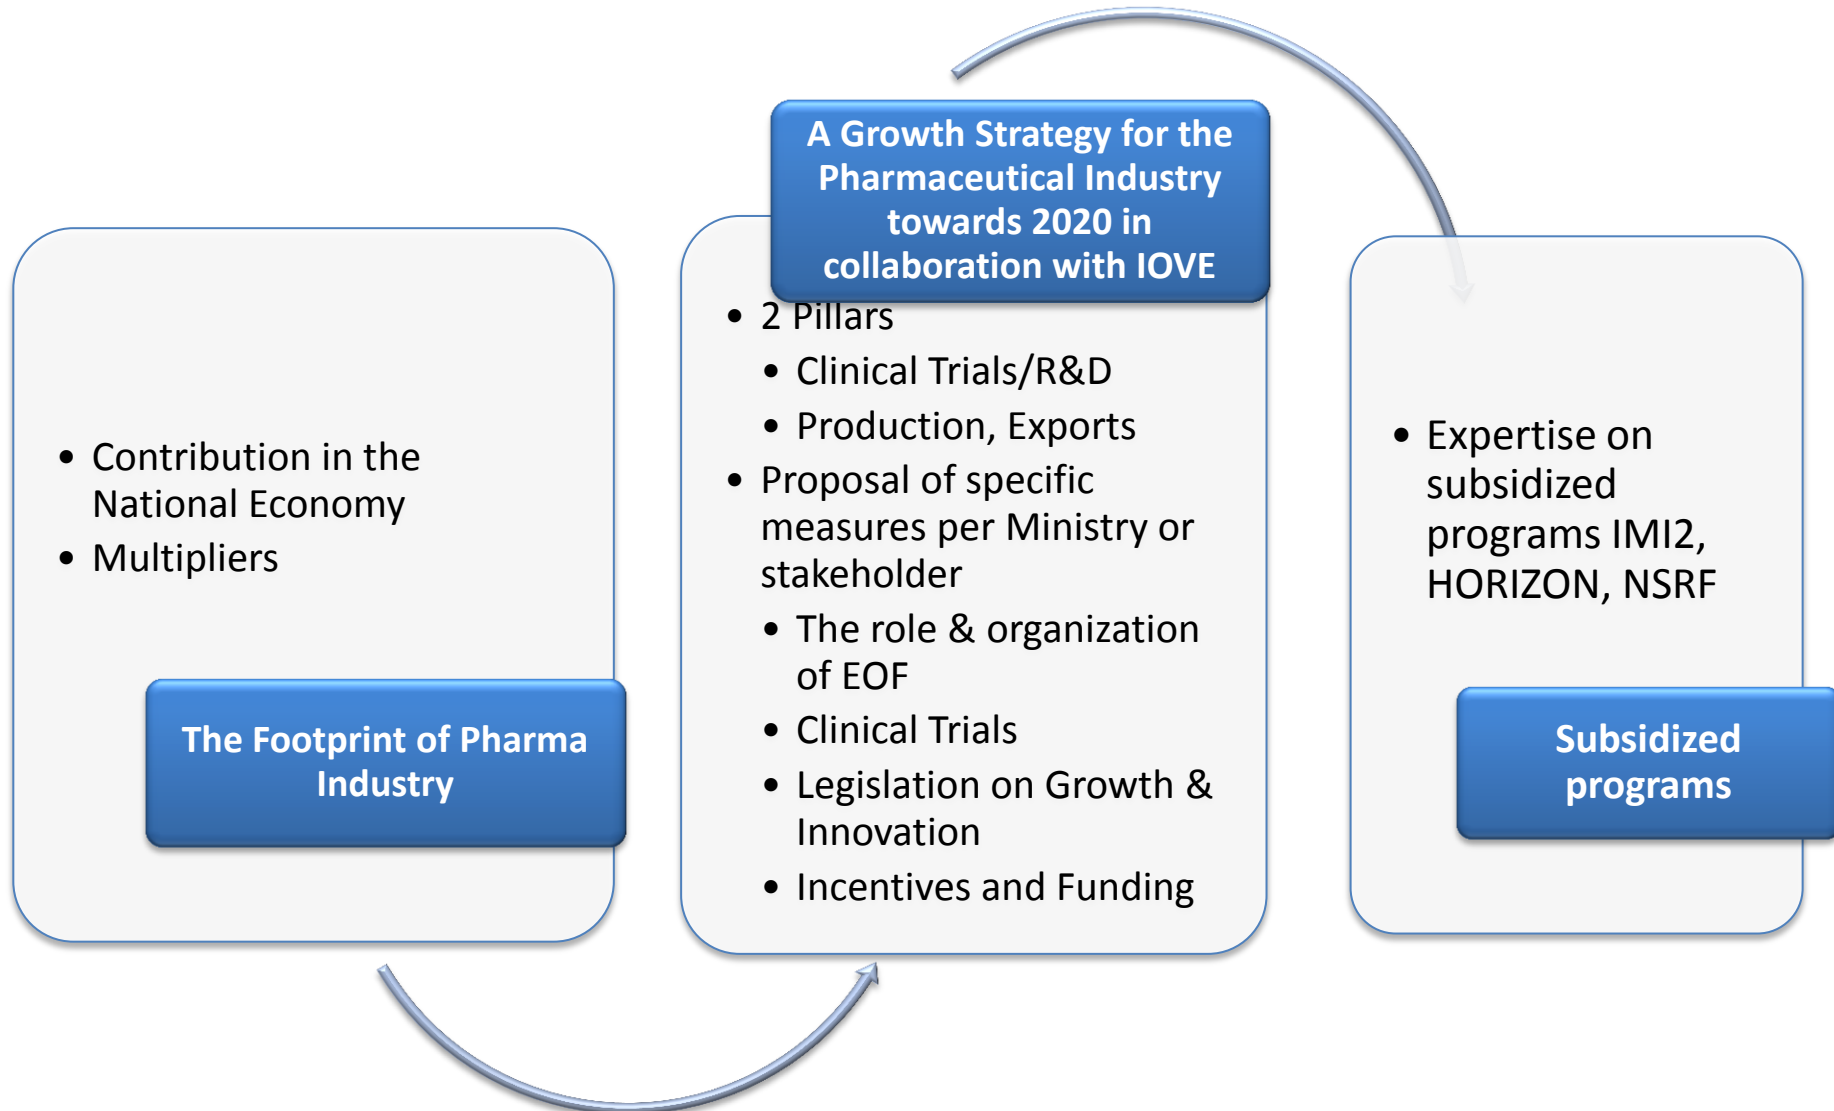 • Contribution in the
National Economy
• Multipliers
The Footprint of Pharma
Industry
A Growth Strategy for the
Pharmaceutical Industry
towards 2020 in
collaboration with IOVE
• 2 Pillars
• Clinical Trials/R&D
• Production, Exports
• Proposal of specific
measures per Ministry or
stakeholder
• The role & organization
of EOF
• Clinical Trials
• Legislation on Growth &
Innovation
• Incentives and Funding
• Expertise on
subsidized
programs IMI2,
HORIZON, NSRF
Subsidized
programs